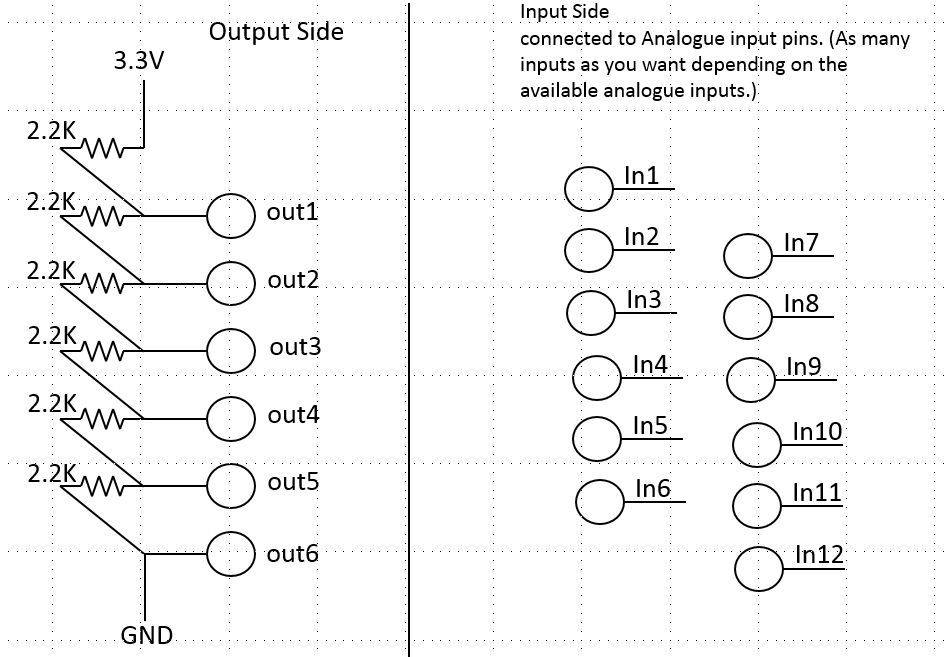 Output Side
3.3V
2.2K
2.2K
out1
2.2K
out2
2.2K
out3
2.2K
out4
2.2K
out5
out6
GND
Input Side
connected to Analogue input pins. (As many
inputs as you want depending on the
available analogue inputs.)
In1
In2
In3
In4
In5
In6
In7
In8
In9
In10
In11
In12